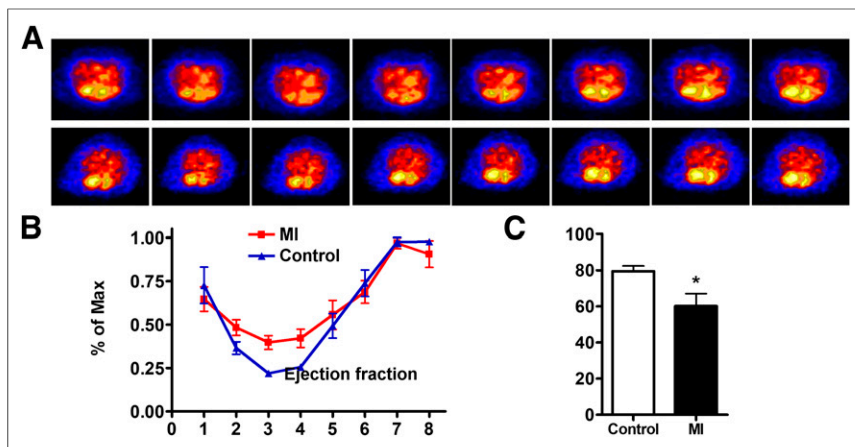 A
B
C
MI
Control
% of Max
1.00
0.75
0.50
0.25
0.00
Ejection fraction
0 1 2 3 4 5 6 7 8
80
60
40
20
0
*
Control MI